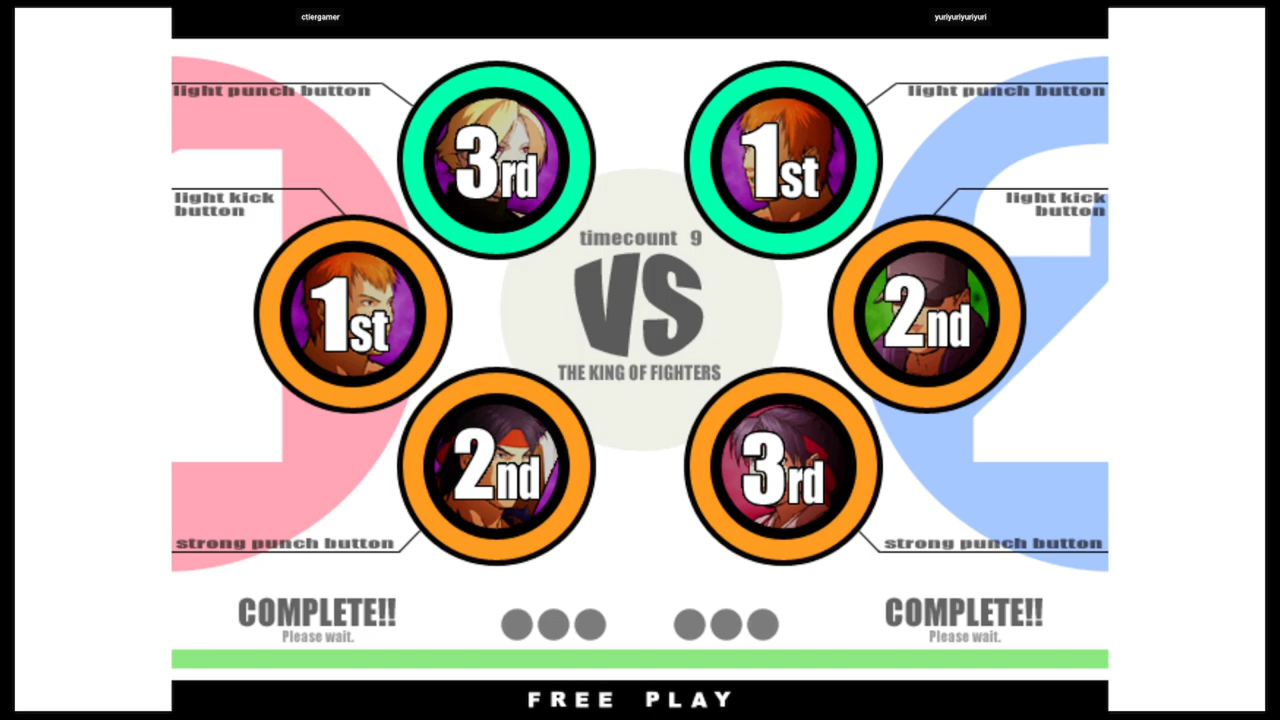 ctiergamer
yuriyuriyuriyuri
light punch button
light punch button
3rd
1st
light kick
button
light kick
button
timecount 9
VS
THE KING OF FIGHTERS
1st
2nd
2nd
3rd
strong punch button
strong punch button
COMPLETE!!
Please wait.
COMPLETE!!
Please wait.
FREE PLAY
1
2